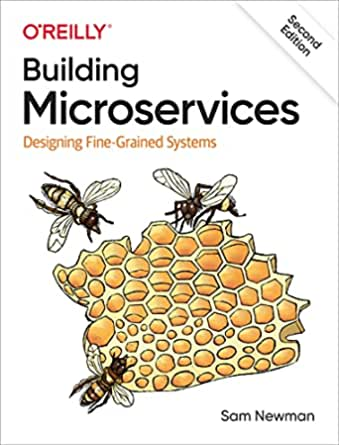 O'REILLY®
Second
Edition
Building
Microservices
Designing Fine-Grained Systems
Sam Newman